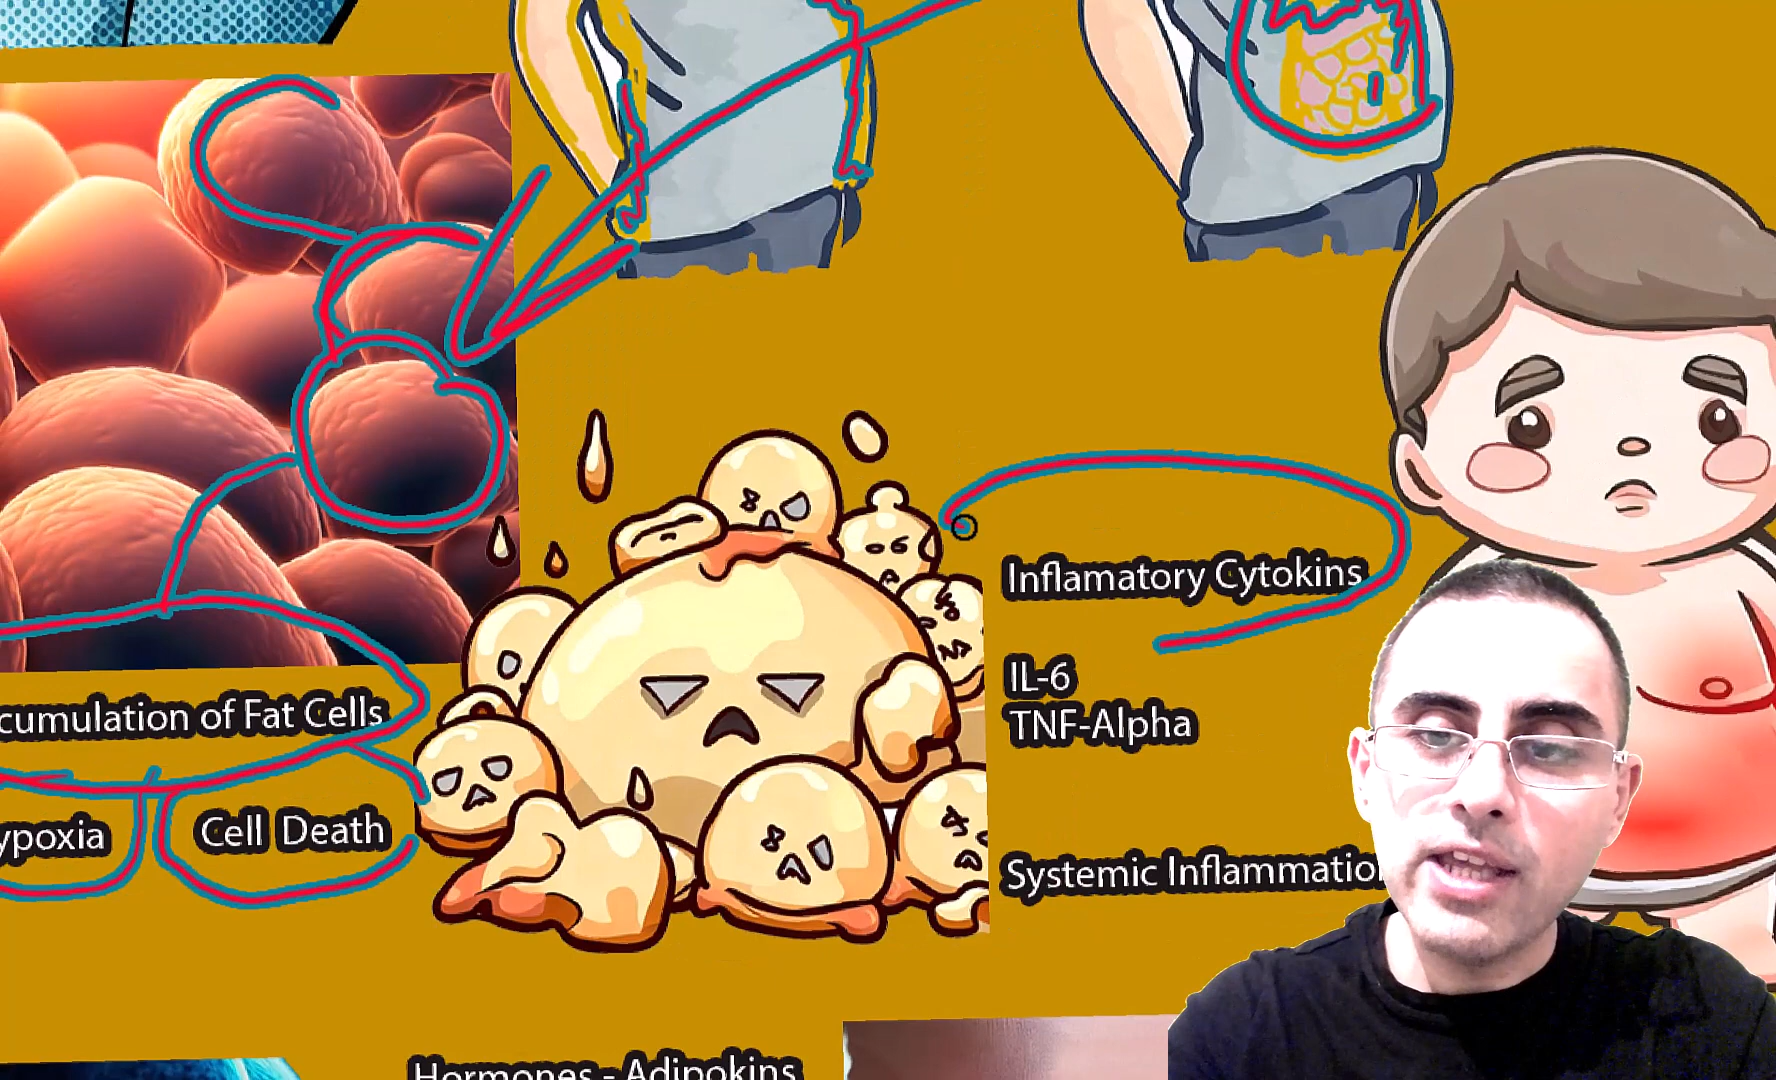 Inflamatory Cytokins
IL-6
TNF-Alpha
cumulation of Fat Cells
ypoxia
Cell Death
Systemic Inflammatio
Hormones - Adipokins